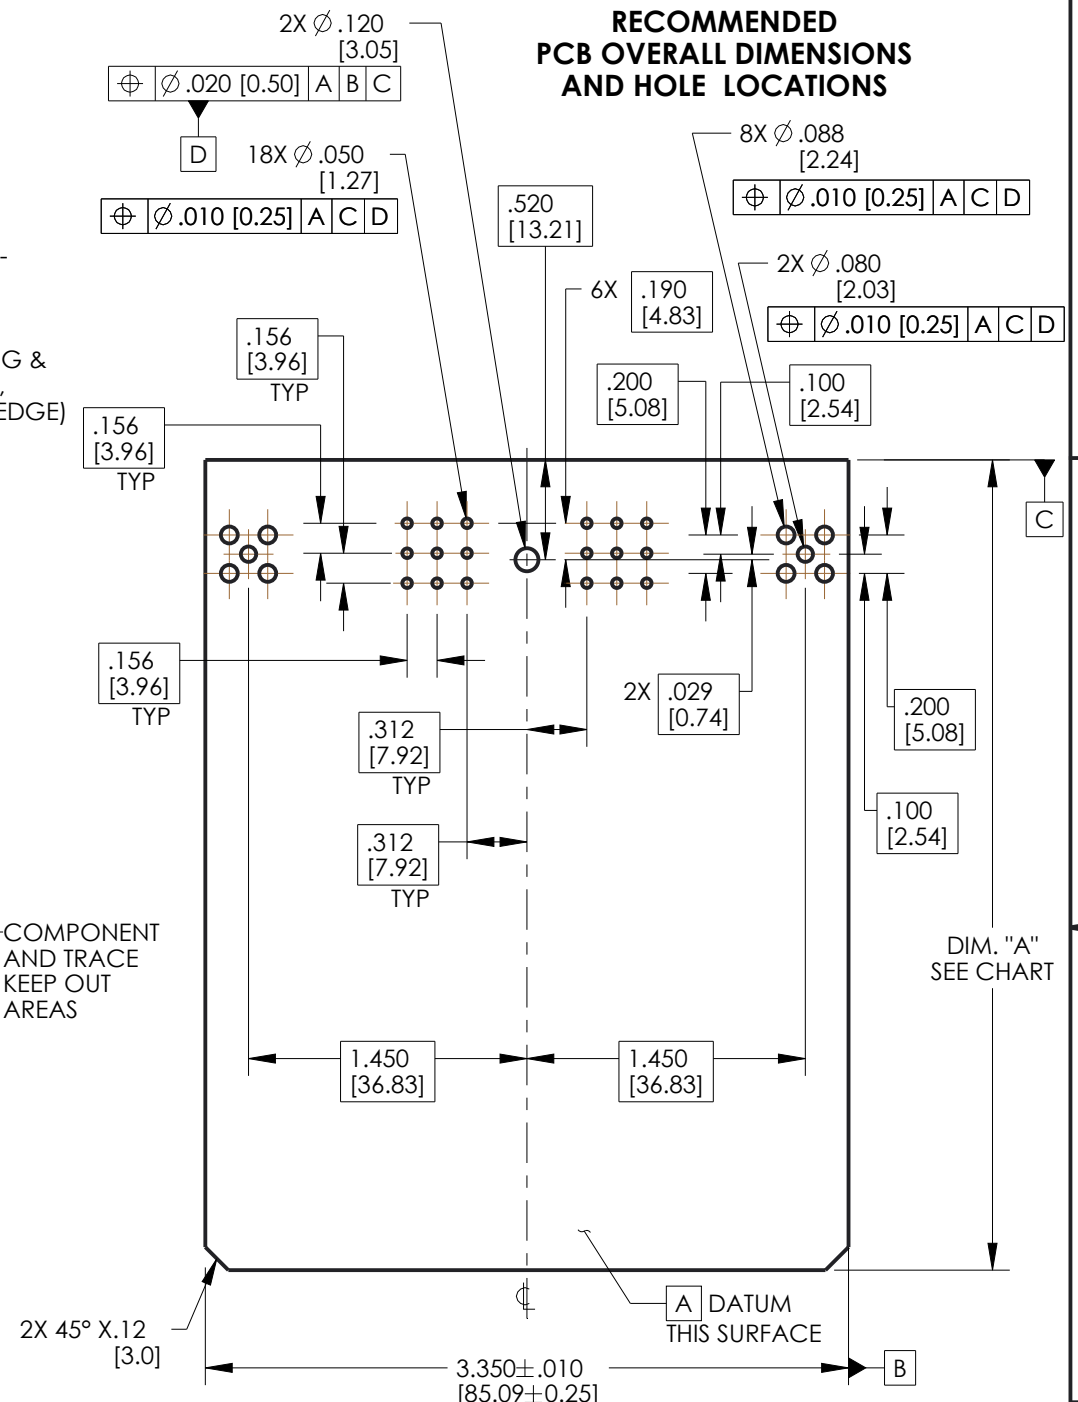 RECOMMENDED
PCB OVERALL DIMENSIONS
AND HOLE LOCATIONS
2X ∅ .120
[3.05]
⌖ ∅ .020 [0.50] A B C
D
18X ∅ .050
[1.27]
⌖ ∅ .010 [0.25] A C D
8X ∅ .088
[2.24]
⌖ ∅ .010 [0.25] A C D
.520
[13.21]
2X ∅ .080
[2.03]
⌖ ∅ .010 [0.25] A C D
6X .190
[4.83]
G &
EDGE)
.156
[3.96]
TYP
.200
[5.08]
.100
[2.54]
.156
[3.96]
TYP
C
.156
[3.96]
TYP
2X .029
[0.74]
.200
[5.08]
.312
[7.92]
TYP
.100
[2.54]
.312
[7.92]
TYP
COMPONENT
AND TRACE
KEEP OUT
AREAS
DIM. "A"
SEE CHART
1.450
[36.83]
1.450
[36.83]
℄
A DATUM
THIS SURFACE
2X 45° X.12
[3.0]
3.350±.010
[85.09±0.25]
B